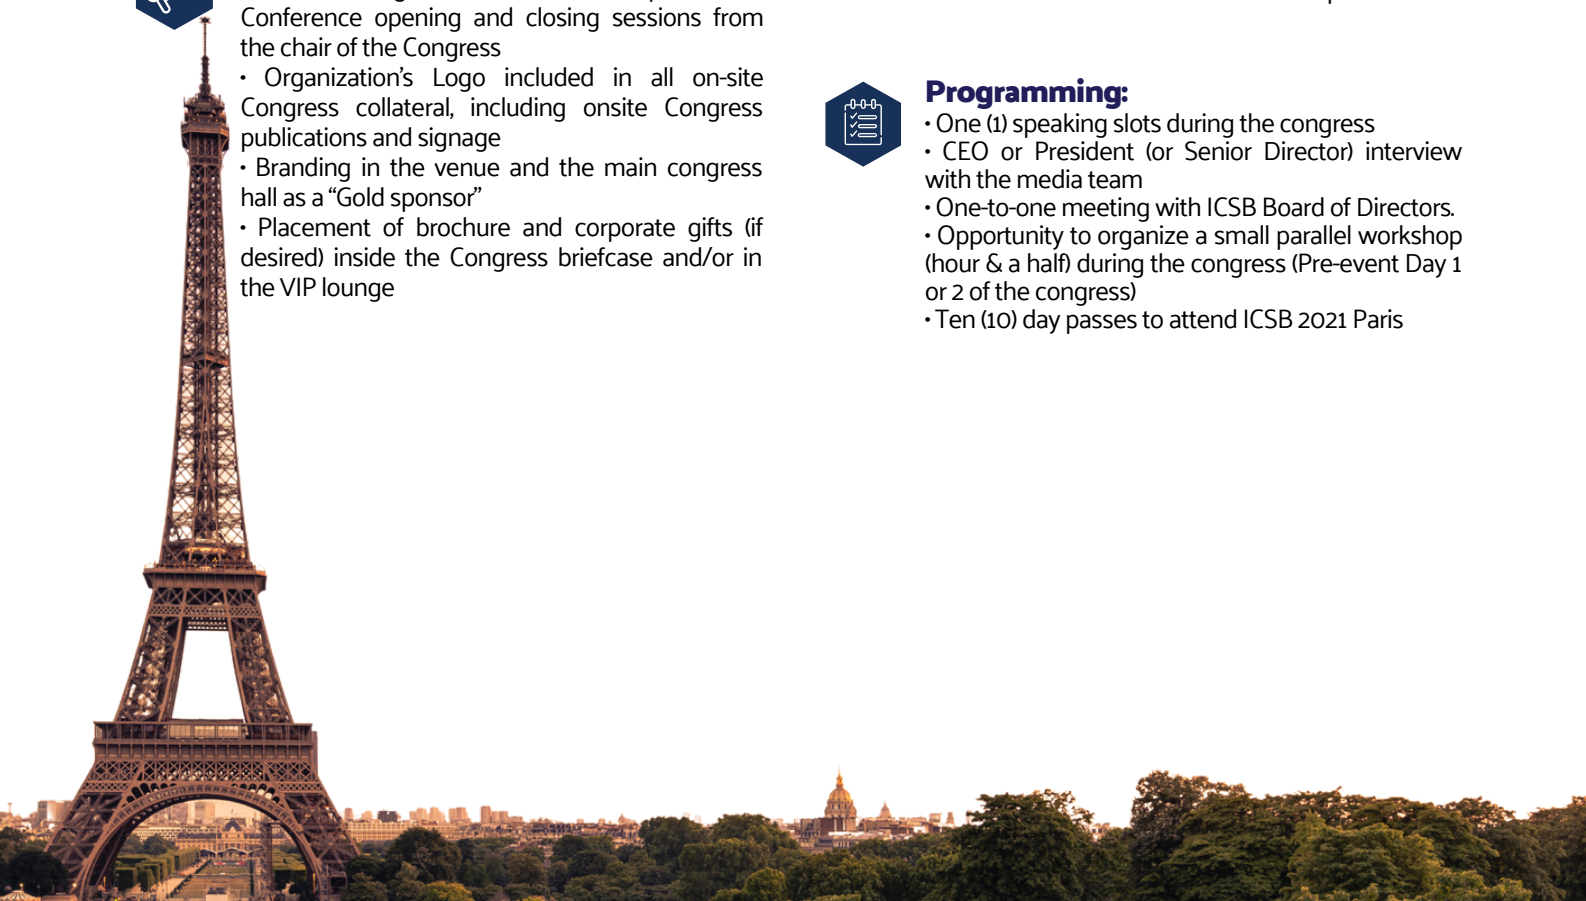 Conference opening and closing sessions from
the chair of the Congress
• Organization's Logo included in all on-site
Congress collateral, including onsite Congress
publications and signage
• Branding in the venue and the main congress
hall as a “Gold sponsor”
• Placement of brochure and corporate gifts (if
desired) inside the Congress briefcase and/or in
the VIP lounge
Programming:
• One (1) speaking slots during the congress
• CEO or President (or Senior Director) interview
with the media team
• One-to-one meeting with ICSB Board of Directors.
• Opportunity to organize a small parallel workshop
(hour & a half) during the congress (Pre-event Day 1
or 2 of the congress)
• Ten (10) day passes to attend ICSB 2021 Paris